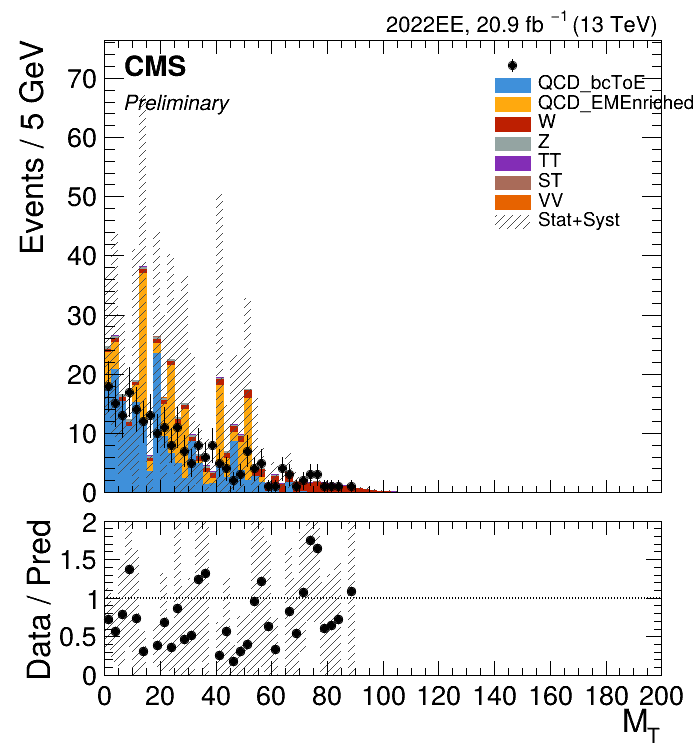 2022EE, 20.9 fb⁻¹ (13 TeV)
CMS
Preliminary
Events / 5 GeV
70
60
50
40
30
20
10
0
QCD_bcToE
QCD_EMEnriched
W
Z
TT
ST
VV
Stat+Syst
Data / Pred
2
1.5
1
0.5
0
0 20 40 60 80 100 120 140 160 180 200
M_T